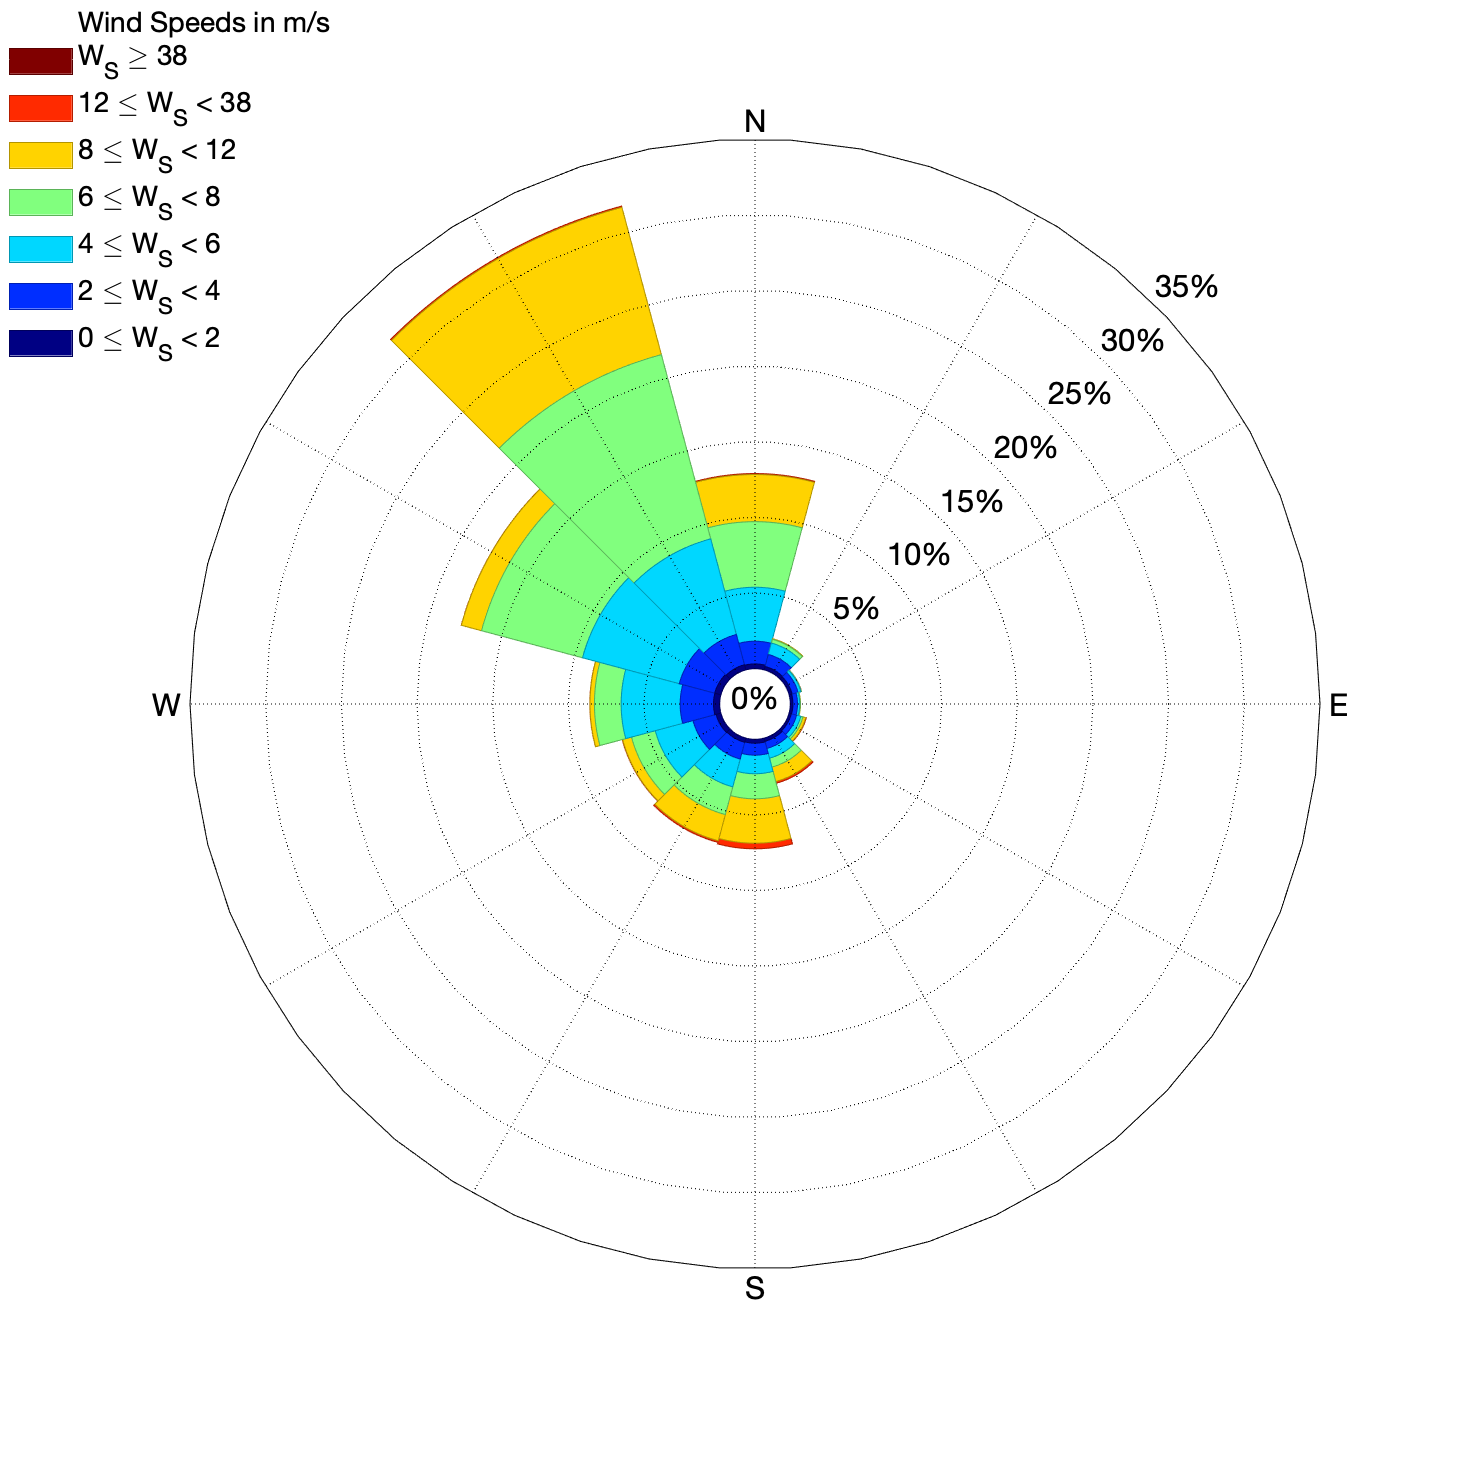 Wind Speeds in m/s
W_S ≥ 38
12 ≤ W_S < 38
8 ≤ W_S < 12
6 ≤ W_S < 8
4 ≤ W_S < 6
2 ≤ W_S < 4
0 ≤ W_S < 2
N
35%
30%
25%
20%
15%
10%
5%
0%
W
E
S